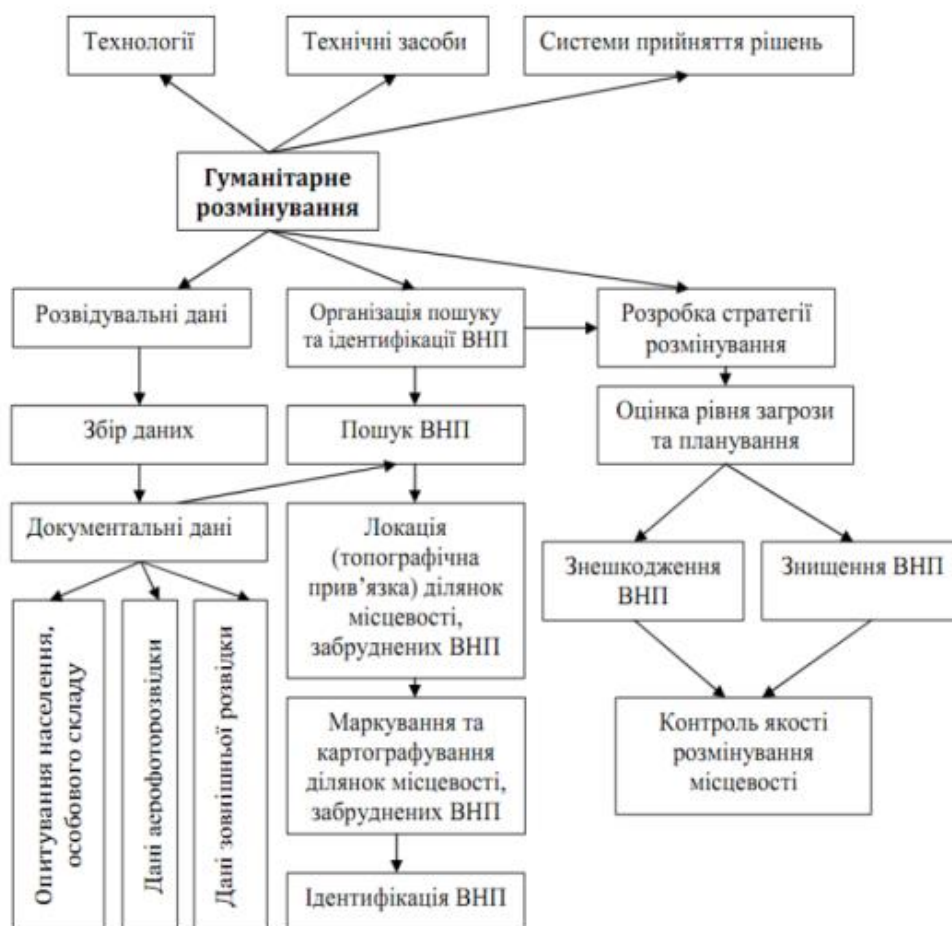 Технології
Технічні засоби
Системи прийняття рішень
Гуманітарне
розмінування
Розвідувальні дані
Організація пошуку
та ідентифікації ВНП
Розробка стратегії
розмінування
Збір даних
Пошук ВНП
Оцінка рівня загрози
та планування
Документальні дані
Локація
(топографічна
прив’язка) ділянок
місцевості,
забруднених ВНП
Знешкодження
ВНП
Знищення ВНП
Опитування населення,
особового складу
Дані аерофоторозвідки
Дані зовнішньої розвідки
Маркування та
картографування
ділянок місцевості,
забруднених ВНП
Контроль якості
розмінування
місцевості
Ідентифікація ВНП